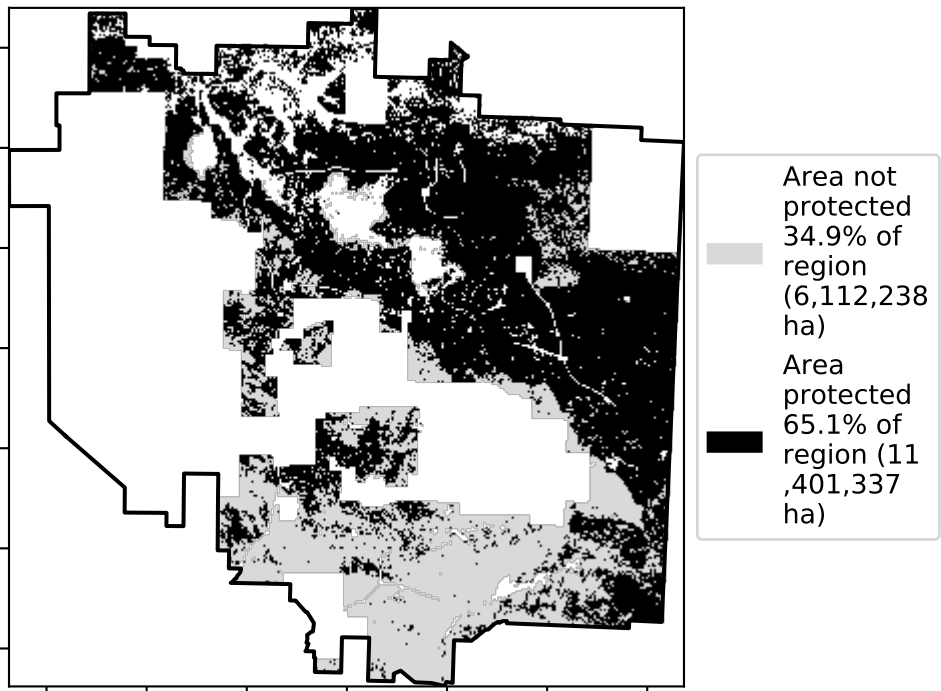 Area not
protected
34.9% of
region
(6,112,238
ha)
Area
protected
65.1% of
region (11
,401,337
ha)